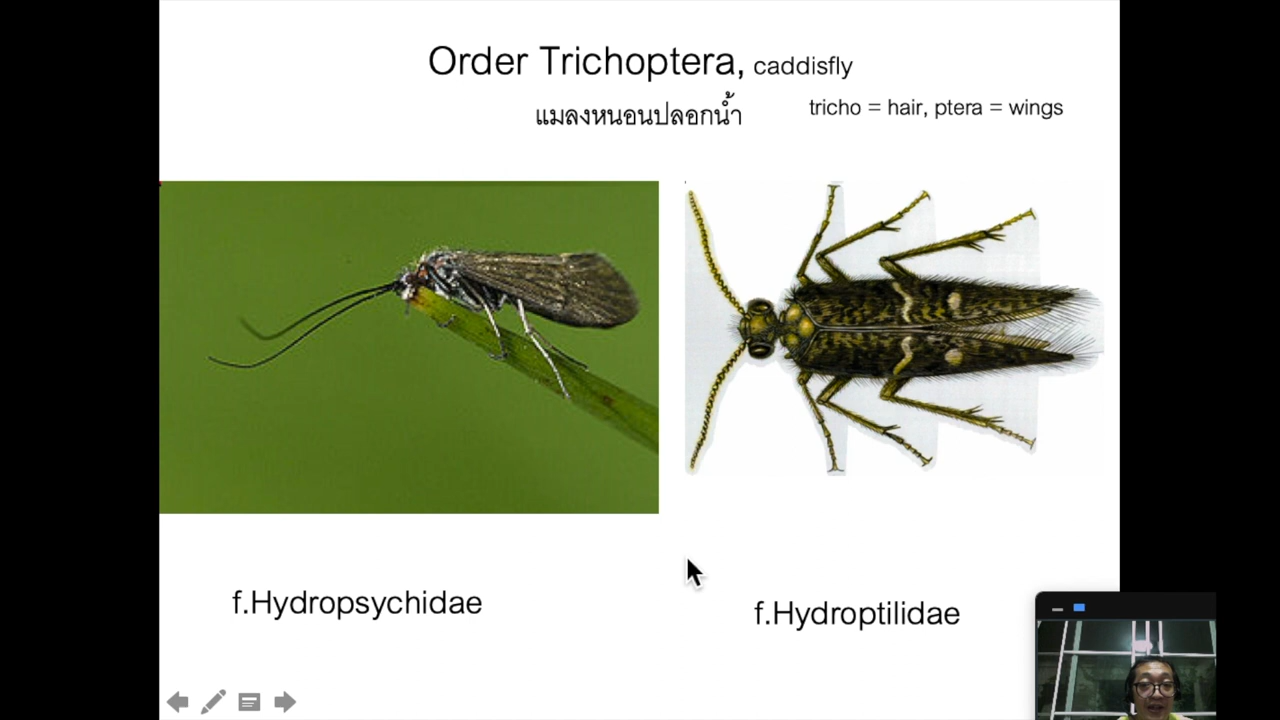 Order Trichoptera, caddisfly
แมลงหนอนปลอกน้ำ
tricho = hair, ptera = wings
f.Hydropsychidae
f.Hydroptilidae